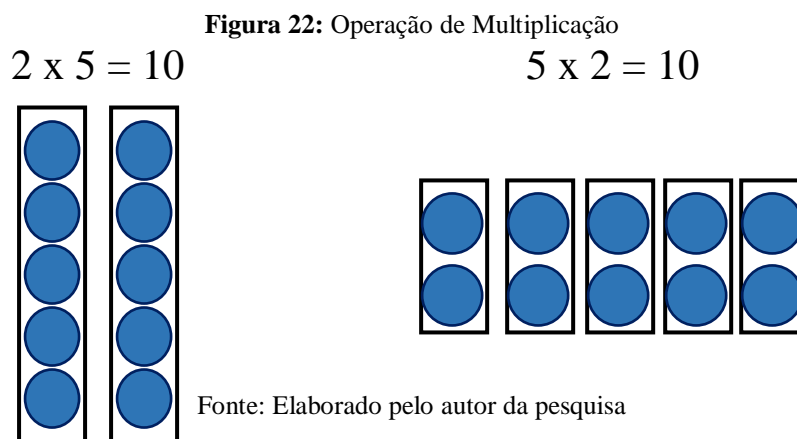 Figura 22: Operação de Multiplicação
2 x 5 = 10
5 x 2 = 10
Fonte: Elaborado pelo autor da pesquisa